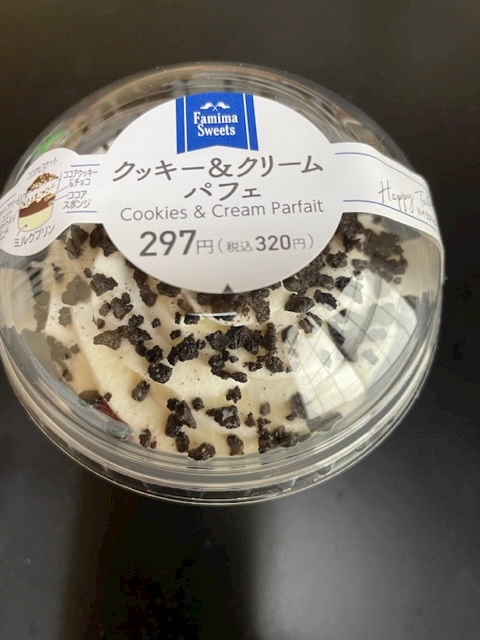 Famima
Sweets
クッキー&クリーム
パフェ
Cookies & Cream Parfait
297円(税込320円)
ココアクッキー
&チョコ
ココア
スポンジ
ミルクプリン
Happy